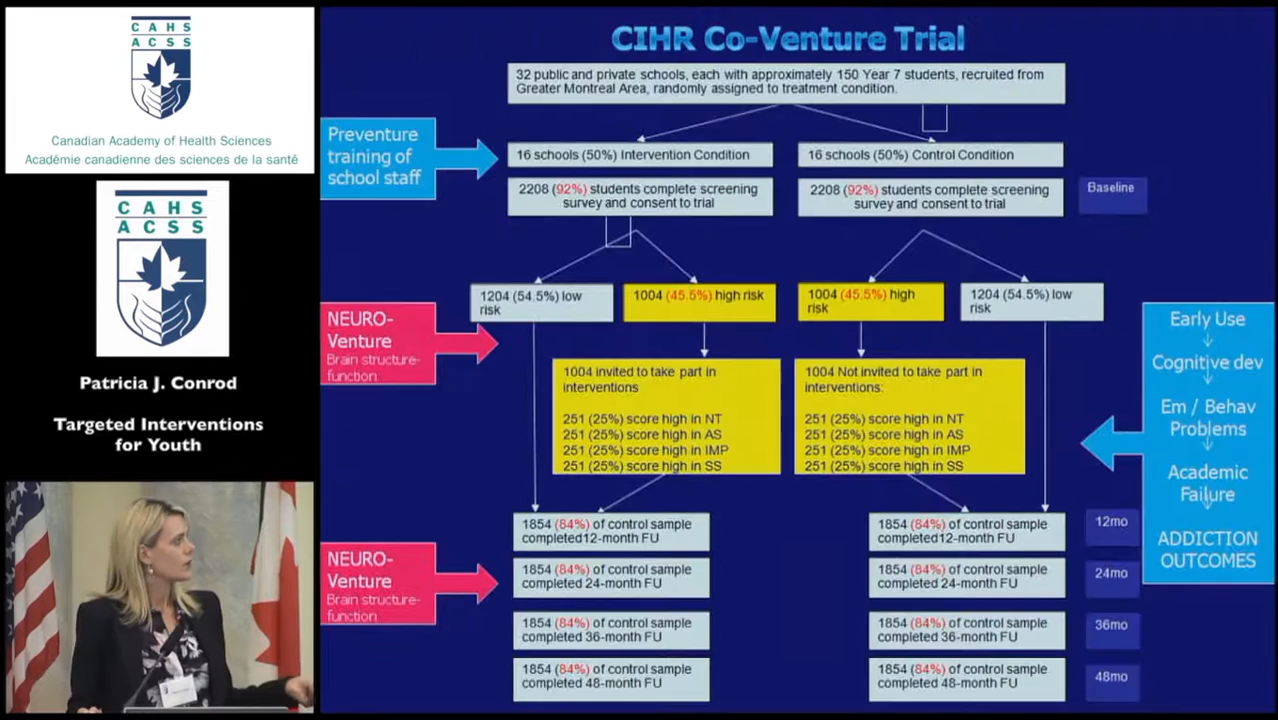 CAHS
ACSS
Canadian Academy of Health Sciences
Académie canadienne des sciences de la santé
CAHS
ACSS
Patricia J. Conrod
Targeted Interventions
for Youth
CIHR Co-Venture Trial
32 public and private schools, each with approximately 150 Year 7 students, recruited from
Greater Montreal Area, randomly assigned to treatment condition.
Preventure
training of
school staff
16 schools (50%) Intervention Condition
16 schools (50%) Control Condition
2208 (92%) students complete screening
survey and consent to trial
2208 (92%) students complete screening
survey and consent to trial
Baseline
NEURO-
Venture
Brain structure-
function
1204 (54.5%) low
risk
1004 (45.5%) high risk
1004 (45.5%) high
risk
1204 (54.5%) low
risk
1004 invited to take part in
interventions
251 (25%) score high in NT
251 (25%) score high in AS
251 (25%) score high in IMP
251 (25%) score high in SS
1004 Not invited to take part in
interventions:
251 (25%) score high in NT
251 (25%) score high in AS
251 (25%) score high in IMP
251 (25%) score high in SS
Early Use
Cognitive dev
Em / Behav
Problems
Academic
Failure
ADDICTION
OUTCOMES
NEURO-
Venture
Brain structure-
function
1854 (84%) of control sample
completed12-month FU
1854 (84%) of control sample
completed12-month FU
12mo
1854 (84%) of control sample
completed 24-month FU
1854 (84%) of control sample
completed 24-month FU
24mo
1854 (84%) of control sample
completed 36-month FU
1854 (84%) of control sample
completed 36-month FU
36mo
1854 (84%) of control sample
completed 48-month FU
1854 (84%) of control sample
completed 48-month FU
48mo